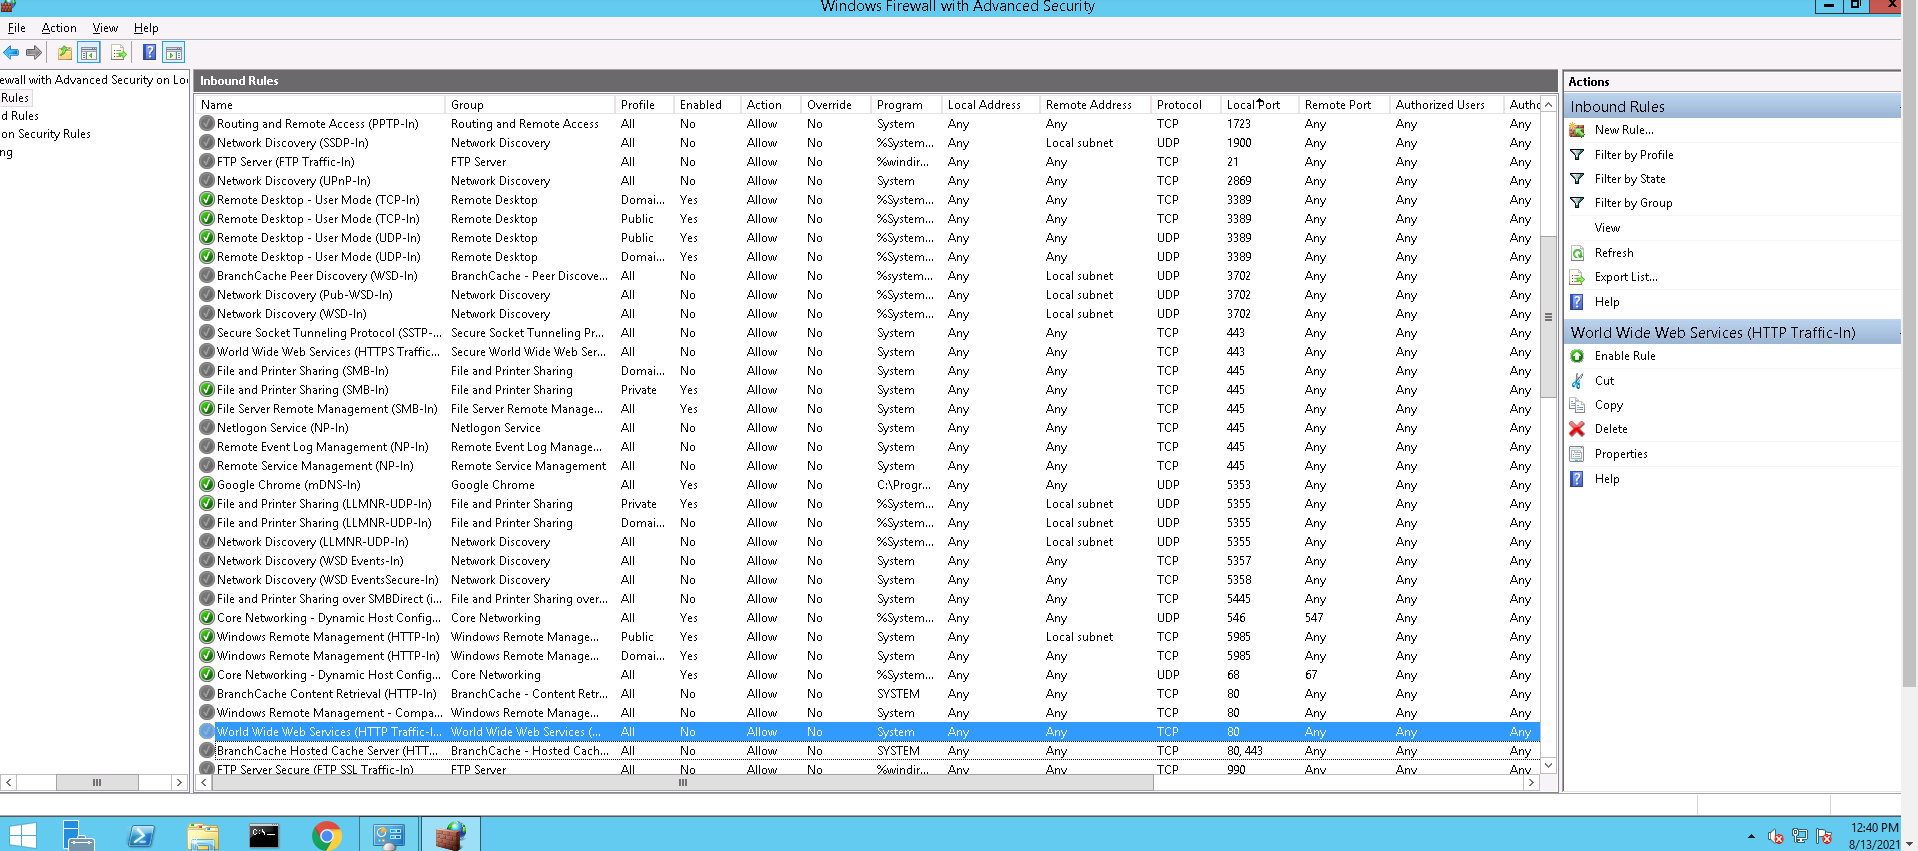 Windows Firewall with Advanced Security
File Action View Help
ewall with Advanced Security on Loc
Rules
d Rules
on Security Rules
ng
Inbound Rules
Name Group Profile Enabled Action Override Program Local Address Remote Address Protocol Local Port Remote Port Authorized Users Autho
Routing and Remote Access (PPTP-In) Routing and Remote Access All No Allow No System Any Any TCP 1723 Any Any Any
Network Discovery (SSDP-In) Network Discovery All No Allow No %System... Any Local subnet UDP 1900 Any Any Any
FTP Server (FTP Traffic-In) FTP Server All No Allow No %windir... Any Any TCP 21 Any Any Any
Network Discovery (UPnP-In) Network Discovery All No Allow No System Any Any TCP 2869 Any Any Any
Remote Desktop - User Mode (TCP-In) Remote Desktop Domai... Yes Allow No %System... Any Any TCP 3389 Any Any Any
Remote Desktop - User Mode (TCP-In) Remote Desktop Public Yes Allow No %System... Any Any TCP 3389 Any Any Any
Remote Desktop - User Mode (UDP-In) Remote Desktop Public Yes Allow No %System... Any Any UDP 3389 Any Any Any
Remote Desktop - User Mode (UDP-In) Remote Desktop Domai... Yes Allow No %System... Any Any UDP 3389 Any Any Any
BranchCache Peer Discovery (WSD-In) BranchCache - Peer Discove... All No Allow No %system... Any Local subnet UDP 3702 Any Any Any
Network Discovery (Pub-WSD-In) Network Discovery All No Allow No %System... Any Local subnet UDP 3702 Any Any Any
Network Discovery (WSD-In) Network Discovery All No Allow No %System... Any Local subnet UDP 3702 Any Any Any
Secure Socket Tunneling Protocol (SSTP-... Secure Socket Tunneling Pr... All No Allow No System Any Any TCP 443 Any Any Any
World Wide Web Services (HTTPS Traffic... Secure World Wide Web Ser... All No Allow No System Any Any TCP 443 Any Any Any
File and Printer Sharing (SMB-In) File and Printer Sharing Domai... No Allow No System Any Any TCP 445 Any Any Any
File and Printer Sharing (SMB-In) File and Printer Sharing Private Yes Allow No System Any Any TCP 445 Any Any Any
File Server Remote Management (SMB-In) File Server Remote Manage... All Yes Allow No System Any Any TCP 445 Any Any Any
Netlogon Service (NP-In) Netlogon Service All No Allow No System Any Any TCP 445 Any Any Any
Remote Event Log Management (NP-In) Remote Event Log Manage... All No Allow No System Any Any TCP 445 Any Any Any
Remote Service Management (NP-In) Remote Service Management All No Allow No System Any Any TCP 445 Any Any Any
Google Chrome (mDNS-In) Google Chrome All Yes Allow No C:\Progr... Any Any UDP 5353 Any Any Any
File and Printer Sharing (LLMNR-UDP-In) File and Printer Sharing Private Yes Allow No %System... Any Local subnet UDP 5355 Any Any Any
File and Printer Sharing (LLMNR-UDP-In) File and Printer Sharing Domai... No Allow No %System... Any Local subnet UDP 5355 Any Any Any
Network Discovery (LLMNR-UDP-In) Network Discovery All No Allow No %System... Any Local subnet UDP 5355 Any Any Any
Network Discovery (WSD Events-In) Network Discovery All No Allow No System Any Any TCP 5357 Any Any Any
Network Discovery (WSD EventsSecure-In) Network Discovery All No Allow No System Any Any TCP 5358 Any Any Any
File and Printer Sharing over SMBDirect (i... File and Printer Sharing over... All No Allow No System Any Any TCP 5445 Any Any Any
Core Networking - Dynamic Host Config... Core Networking All Yes Allow No %System... Any Any UDP 546 547 Any Any
Windows Remote Management (HTTP-In) Windows Remote Manage... Public Yes Allow No System Any Local subnet TCP 5985 Any Any Any
Windows Remote Management (HTTP-In) Windows Remote Manage... Domai... Yes Allow No System Any Any TCP 5985 Any Any Any
Core Networking - Dynamic Host Config... Core Networking All Yes Allow No %System... Any Any UDP 68 67 Any Any
BranchCache Content Retrieval (HTTP-In) BranchCache - Content Retr... All No Allow No SYSTEM Any Any TCP 80 Any Any Any
Windows Remote Management - Compa... Windows Remote Manage... All No Allow No System Any Any TCP 80 Any Any Any
World Wide Web Services (HTTP Traffic-I... World Wide Web Services (... All No Allow No System Any Any TCP 80 Any Any Any
BranchCache Hosted Cache Server (HTT... BranchCache - Hosted Cach... All No Allow No SYSTEM Any Any TCP 80, 443 Any Any Any
FTP Server Secure (FTP SSL Traffic-In) FTP Server All No Allow No %windir... Any Any TCP 990 Any Any Any
Actions
Inbound Rules
New Rule...
Filter by Profile
Filter by State
Filter by Group
View
Refresh
Export List...
Help
World Wide Web Services (HTTP Traffic-In)
Enable Rule
Cut
Copy
Delete
Properties
Help
12:40 PM
8/13/2021